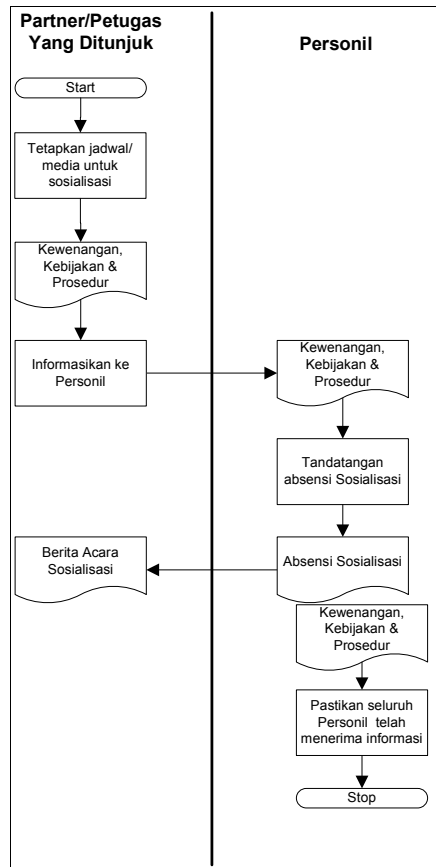 Partner/Petugas
Yang Ditunjuk
Personil
Start
Tetapkan jadwal/
media untuk
sosialisasi
Kewenangan,
Kebijakan &
Prosedur
Informasikan ke
Personil
Kewenangan,
Kebijakan &
Prosedur
Tandatangan
absensi Sosialisasi
Berita Acara
Sosialisasi
Absensi Sosialisasi
Kewenangan,
Kebijakan &
Prosedur
Pastikan seluruh
Personil telah
menerima informasi
Stop